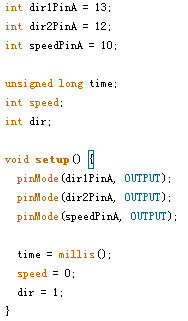 int dir1PinA = 13;
int dir2PinA = 12;
int speedPinA = 10;

unsigned long time;
int speed;
int dir;

void setup() {
  pinMode(dir1PinA, OUTPUT);
  pinMode(dir2PinA, OUTPUT);
  pinMode(speedPinA, OUTPUT);

  time = millis();
  speed = 0;
  dir = 1;
}